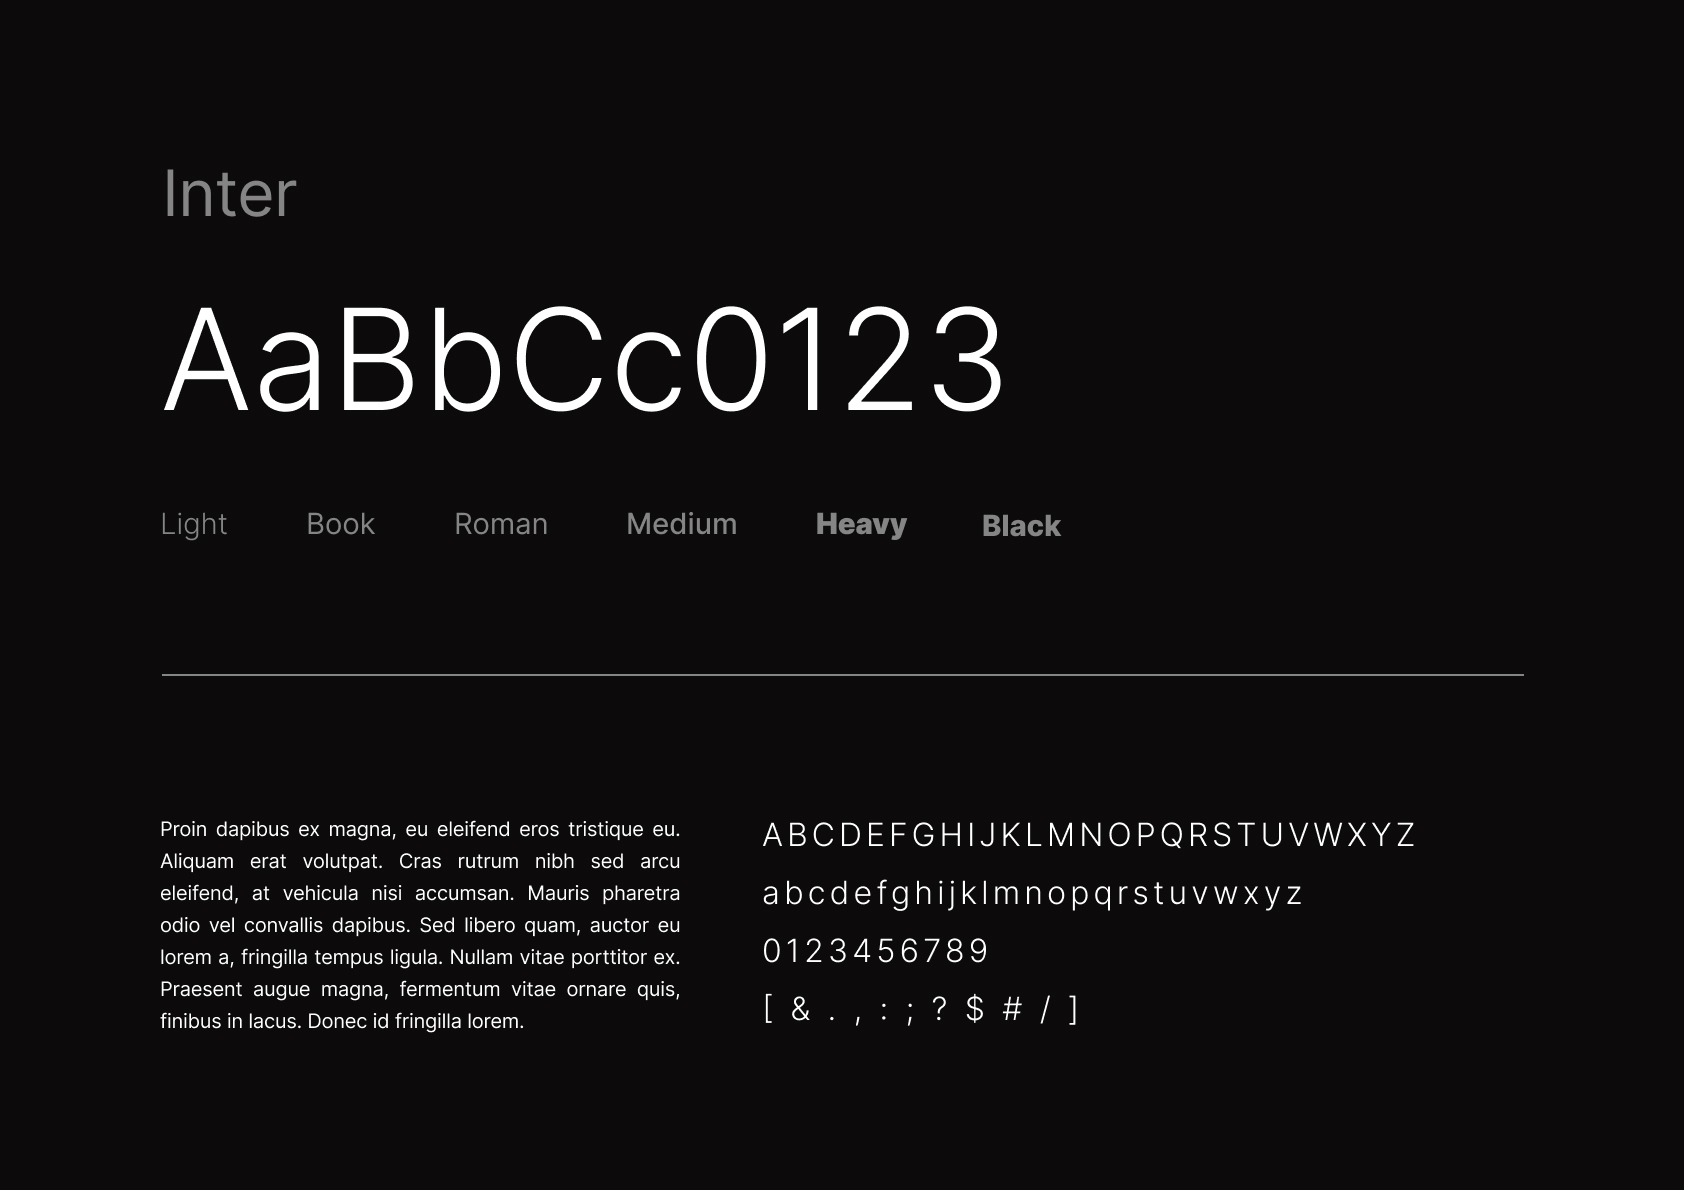 Inter
AaBbCc0123
Light Book Roman Medium Heavy Black
Proin dapibus ex magna, eu eleifend eros tristique eu.
Aliquam erat volutpat. Cras rutrum nibh sed arcu
eleifend, at vehicula nisi accumsan. Mauris pharetra
odio vel convallis dapibus. Sed libero quam, auctor eu
lorem a, fringilla tempus ligula. Nullam vitae porttitor ex.
Praesent augue magna, fermentum vitae ornare quis,
finibus in lacus. Donec id fringilla lorem.
ABCDEFGHIJKLMNOPQRSTUVWXYZ
abcdefghijklmnopqrstuvwxyz
0123456789
[ & . , : ; ? $ # / ]